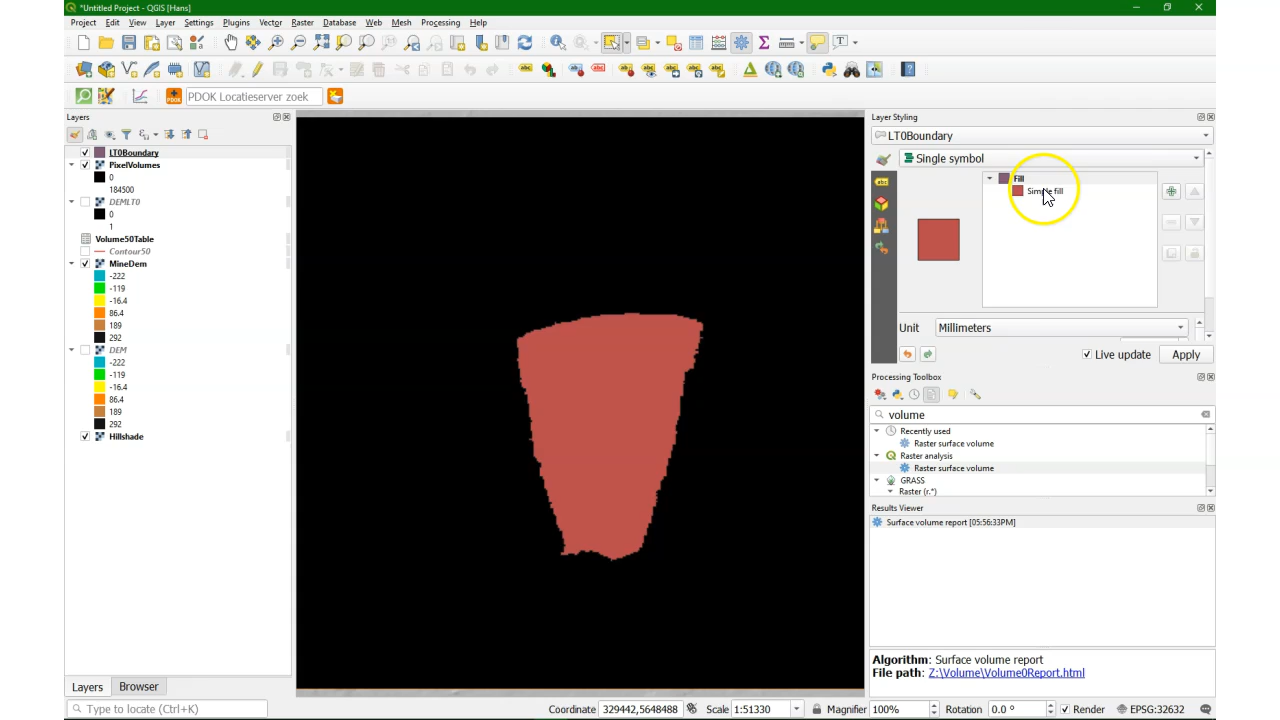 *Untitled Project - QGIS [Hans]
Project Edit View Layer Settings Plugins Vector Raster Database Web Mesh Processing Help
PDOK Locatieserver zoek
Layers
LT0Boundary
PixelVolumes
0
184500
DEMLT0
0
1
Volume50Table
Contour50
MineDem
-222
-119
-16.4
86.4
189
292
DEM
-222
-119
-16.4
86.4
189
292
Hillshade
Layers Browser
Type to locate (Ctrl+K)
Layer Styling
LT0Boundary
Single symbol
Fill
Simple fill
Unit Millimeters
Live update Apply
Processing Toolbox
volume
Recently used
Raster surface volume
Raster analysis
Raster surface volume
GRASS
Raster (r.*)
Results Viewer
Surface volume report [05:56:33PM]
Algorithm: Surface volume report
File path: Z:\Volume\Volume0Report.html
Coordinate 329442,5648488 Scale 1:51330 Magnifier 100% Rotation 0.0 ° Render EPSG:32632